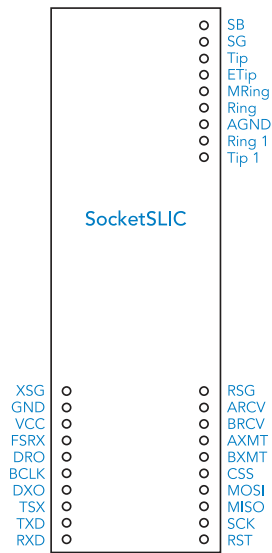 SB
SG
Tip
ETip
MRing
Ring
AGND
Ring 1
Tip 1
SocketSLIC
XSG
GND
VCC
FSRX
DRO
BCLK
DXO
TSX
TXD
RXD
RSG
ARCV
BRCV
AXMT
BXMT
CSS
MOSI
MISO
SCK
RST